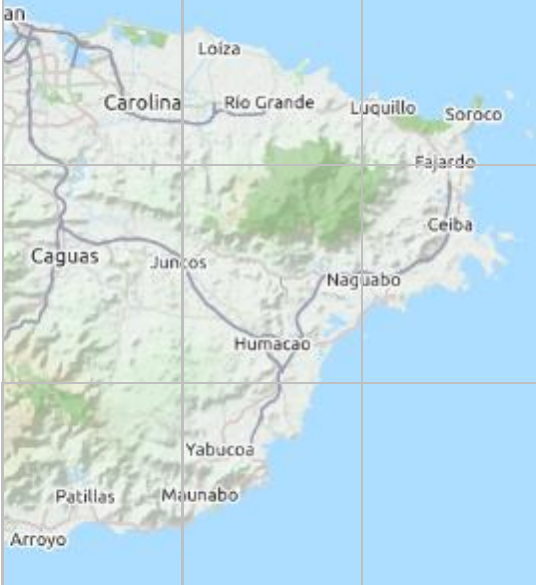 an
Loíza
Carolina
Río Grande
Luquillo
Soroco
Fajardo
Ceiba
Caguas
Juncos
Naguabo
Humacao
Yabucoa
Patillas
Maunabo
Arroyo